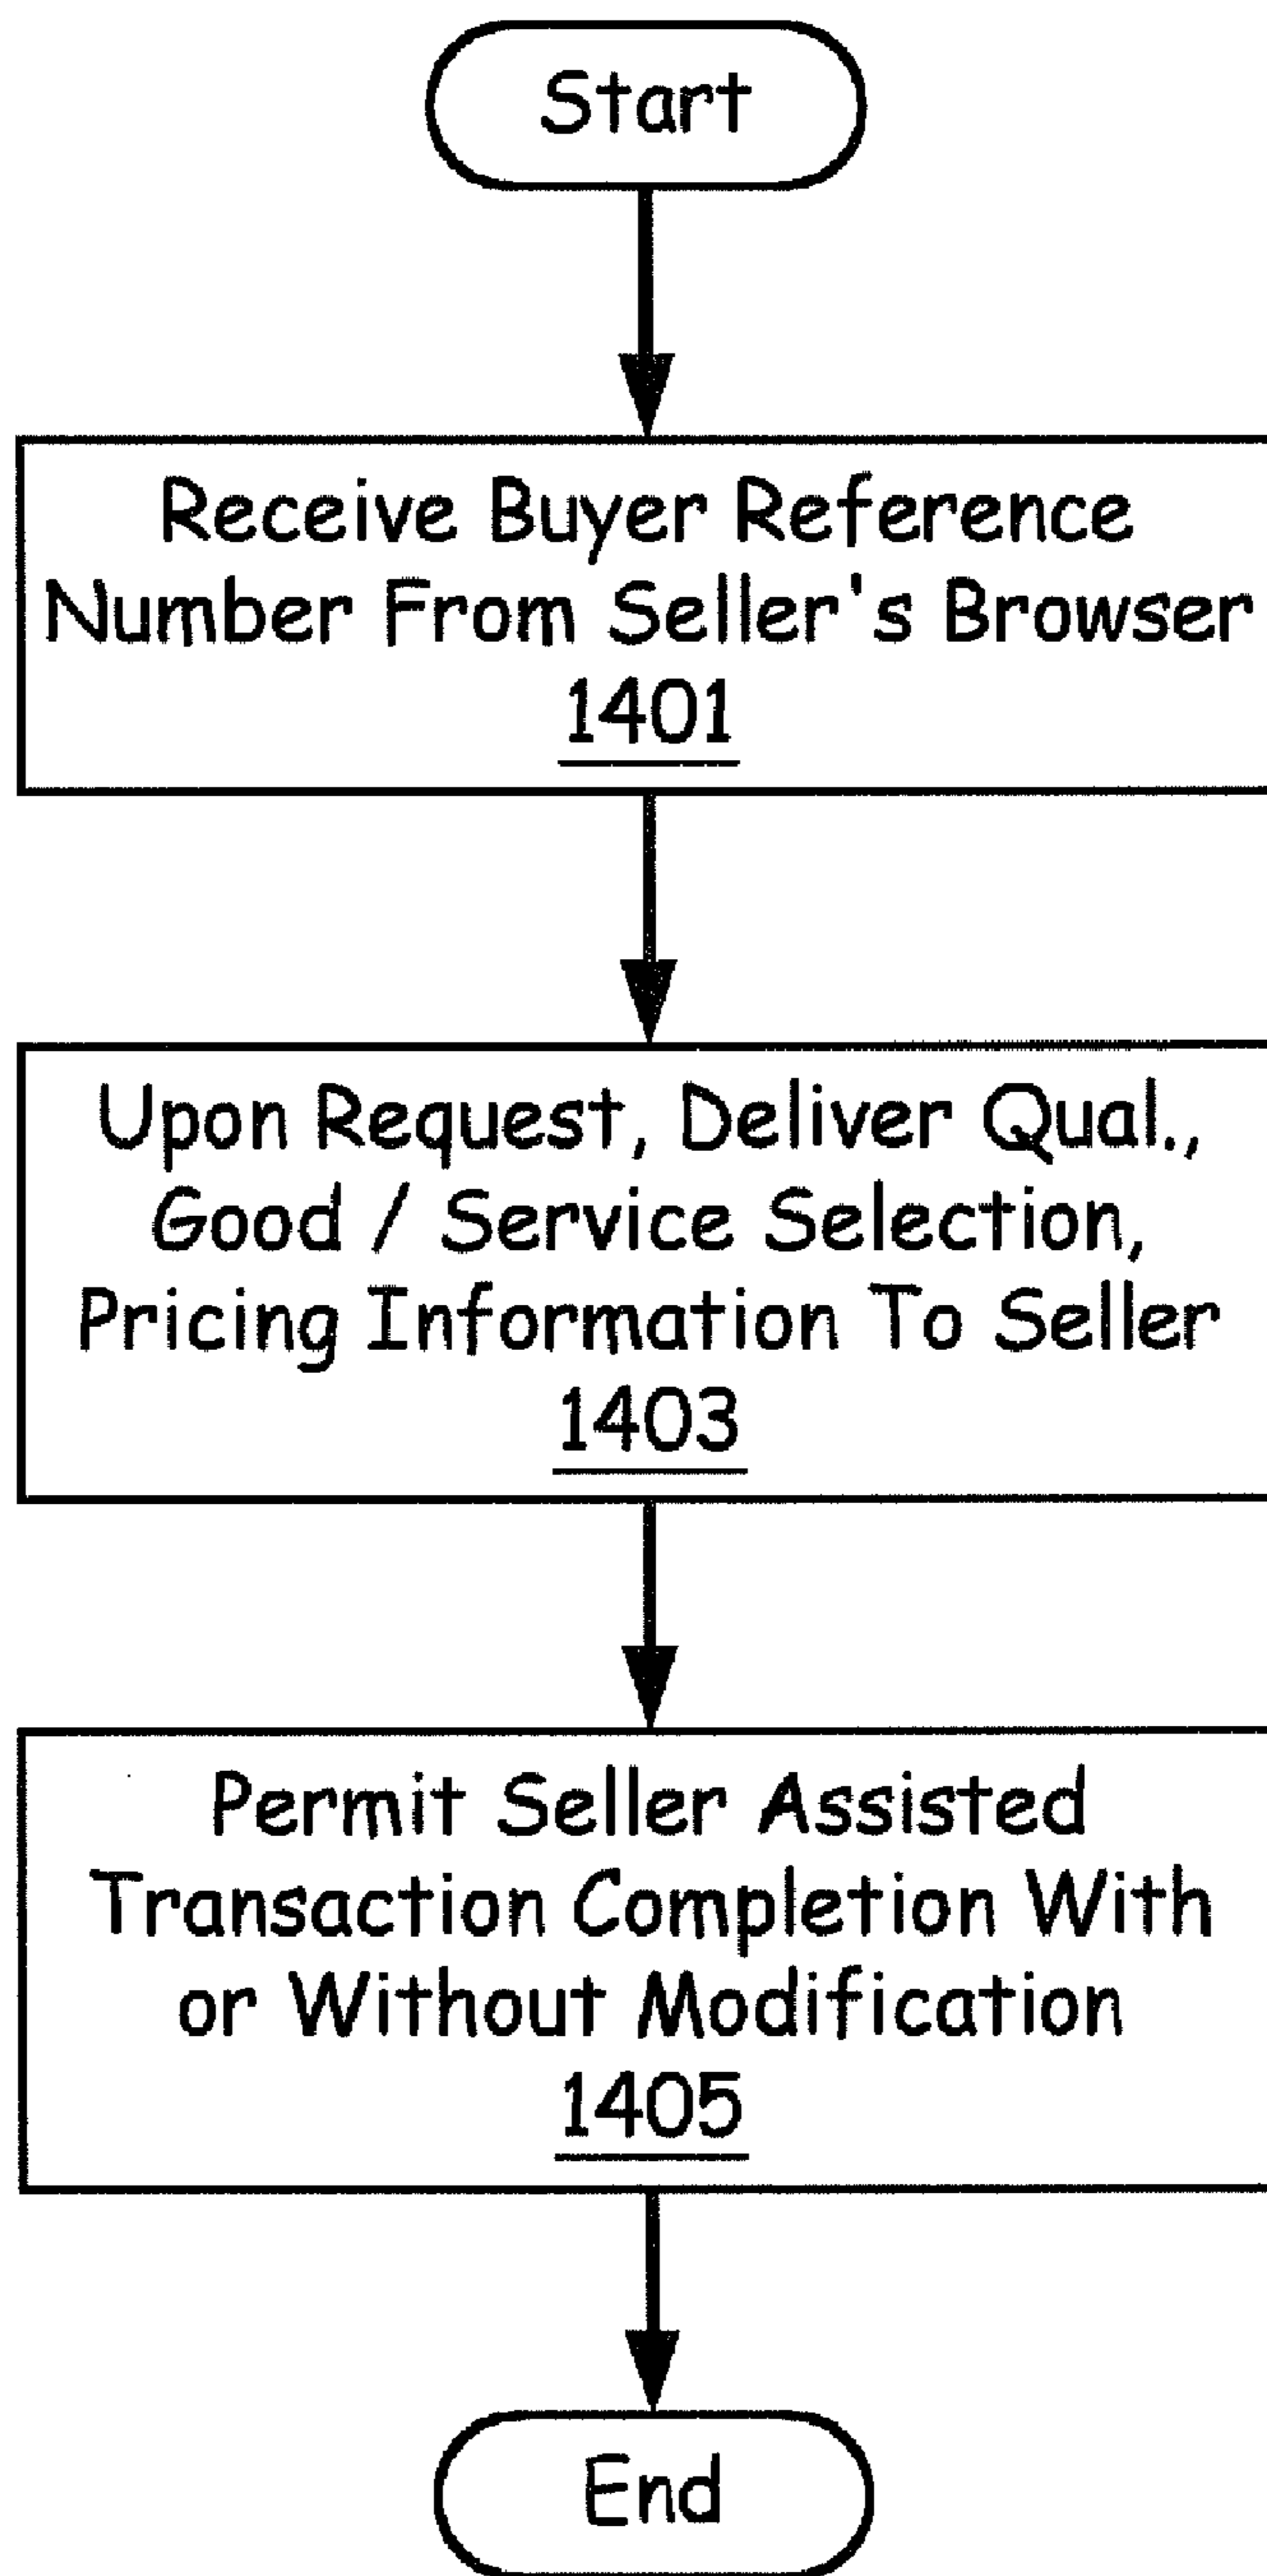 Start
Receive Buyer Reference
Number From Seller's Browser
1401
Upon Request, Deliver Qual.,
Good / Service Selection,
Pricing Information To Seller
1403
Permit Seller Assisted
Transaction Completion With
or Without Modification
1405
End